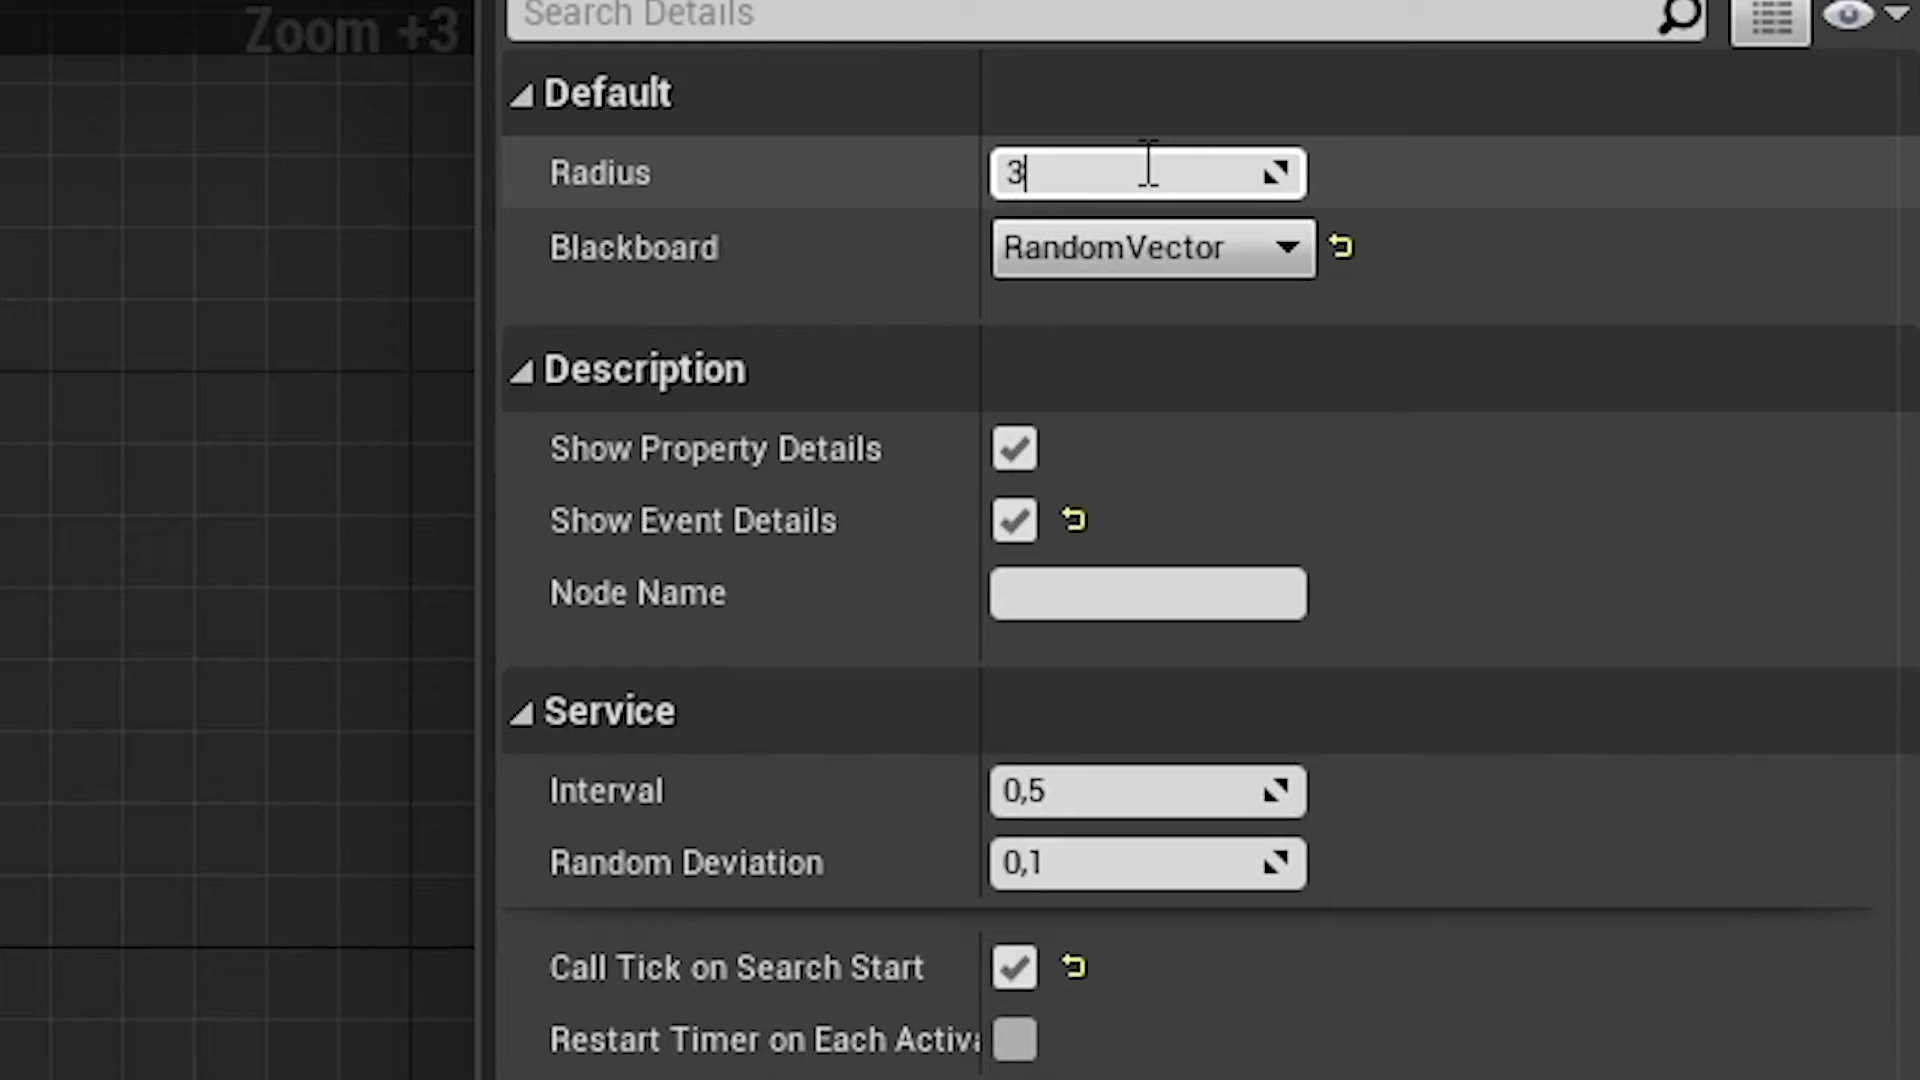 Zoom +3
Search Details
Default
Radius
3
Blackboard
RandomVector
Description
Show Property Details
Show Event Details
Node Name
Service
Interval
0,5
Random Deviation
0,1
Call Tick on Search Start
Restart Timer on Each Activ